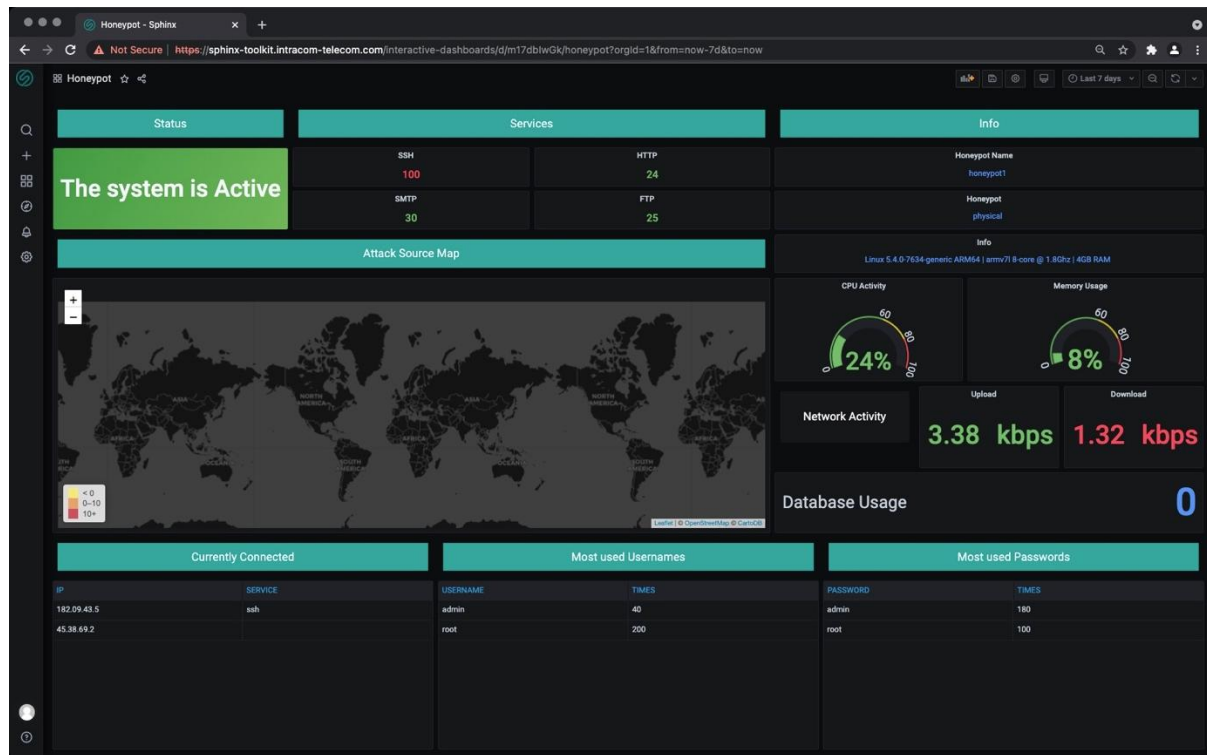 Honeypot - Sphinx
Not Secure | https://sphinx-toolkit.intracom-telecom.com/interactive-dashboards/d/m17dbIwGk/honeypot?orgId=1&from=now-7d&to=now
Honeypot
Last 7 days
Status
Services
Info
The system is Active
SSH
100
HTTP
24
SMTP
30
FTP
25
Honeypot Name
honeypot1
Honeypot
physical
Info
Linux 5.4.0-7634-generic ARM64 | armv7l 8-core @ 1.8Ghz | 4GB RAM
Attack Source Map
+
−
ASIA
NORTH AMERICA
NORTH AMERICA
AFRICA
SOUTH AMERICA
AFRICA
SOUTH AMERICA
OCEANIA
< 0
0–10
10+
Leaflet | © OpenStreetMap © CartoDB
CPU Activity
0 60 80 100
24%
Memory Usage
0 60 80 100
8%
Network Activity
Upload
3.38 kbps
Download
1.32 kbps
Database Usage
0
Currently Connected
IP SERVICE
182.09.43.5 ssh
45.38.69.2
Most used Usernames
USERNAME TIMES
admin 40
root 200
Most used Passwords
PASSWORD TIMES
admin 180
root 100